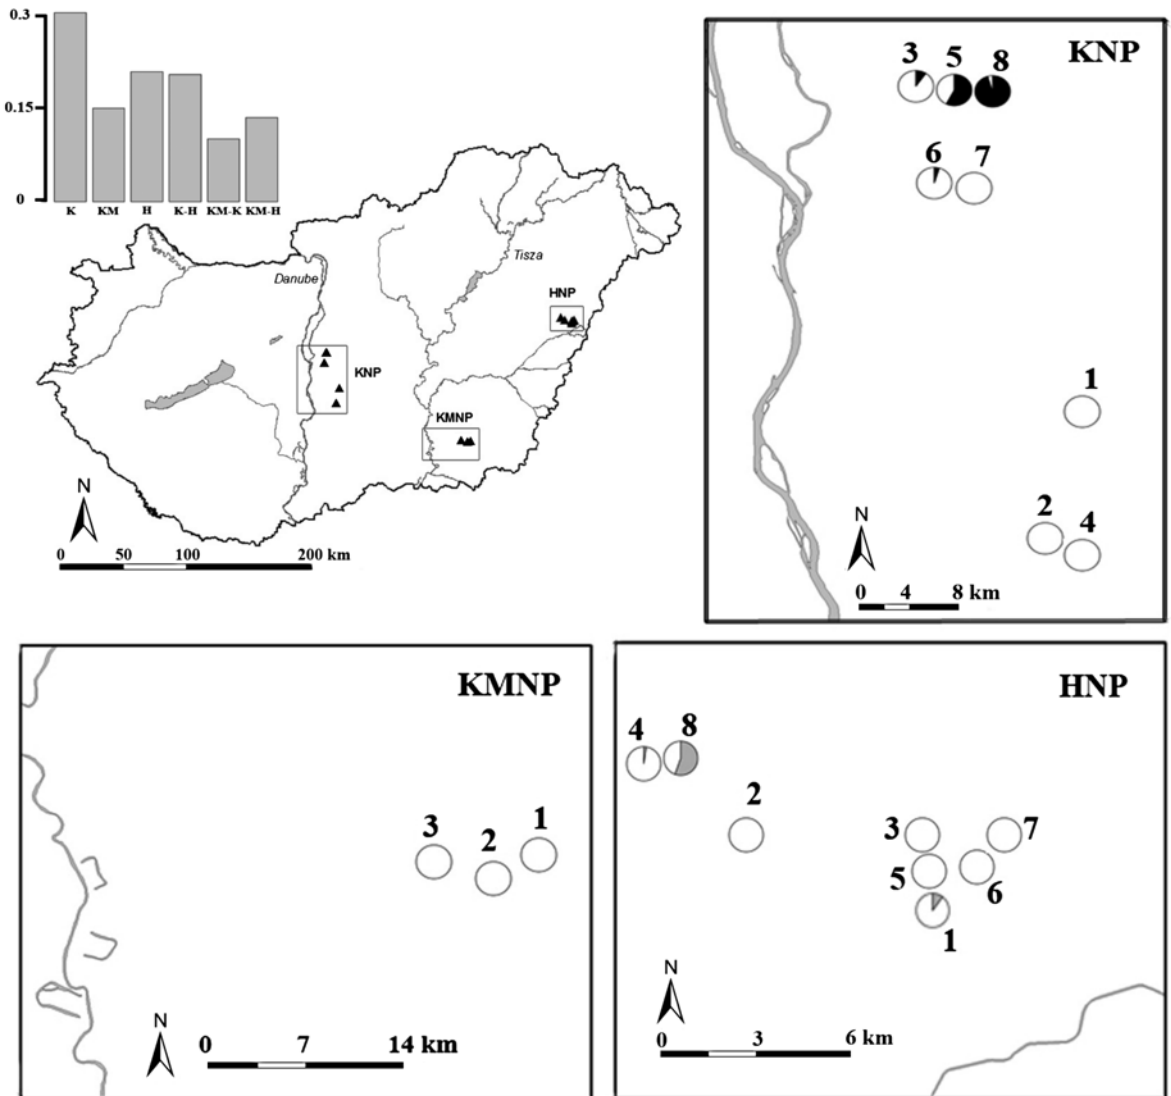 0.3
0.15
0
K KM H K-H KM-K KM-H
Danube
Tisza
HNP
KNP
KMNP
N
0 50 100 200 km
KNP
3 5 8
6 7
1
2 4
N
0 4 8 km
KMNP
3 2 1
N
0 7 14 km
HNP
4 8
2
3 7
5 6
1
N
0 3 6 km